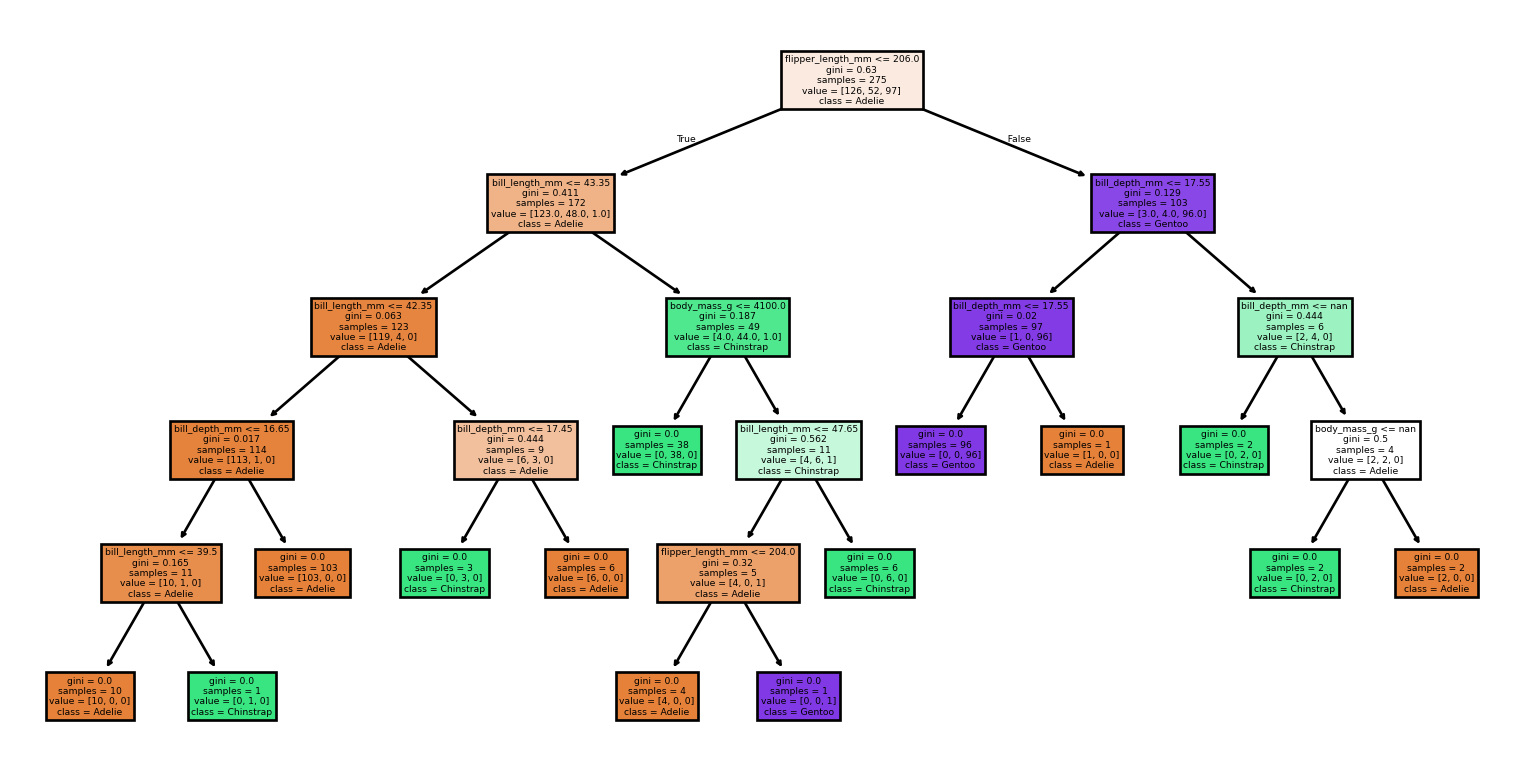 flipper_length_mm <= 206.0
gini = 0.63
samples = 275
value = [126, 52, 97]
class = Adelie
True
False
bill_length_mm <= 43.35
gini = 0.411
samples = 172
value = [123.0, 48.0, 1.0]
class = Adelie
bill_depth_mm <= 17.55
gini = 0.129
samples = 103
value = [3.0, 4.0, 96.0]
class = Gentoo
bill_length_mm <= 42.35
gini = 0.063
samples = 123
value = [119, 4, 0]
class = Adelie
body_mass_g <= 4100.0
gini = 0.187
samples = 49
value = [4.0, 44.0, 1.0]
class = Chinstrap
bill_depth_mm <= 17.55
gini = 0.02
samples = 97
value = [1, 0, 96]
class = Gentoo
bill_depth_mm <= nan
gini = 0.444
samples = 6
value = [2, 4, 0]
class = Chinstrap
bill_depth_mm <= 16.65
gini = 0.017
samples = 114
value = [113, 1, 0]
class = Adelie
bill_depth_mm <= 17.45
gini = 0.444
samples = 9
value = [6, 3, 0]
class = Adelie
gini = 0.0
samples = 38
value = [0, 38, 0]
class = Chinstrap
bill_length_mm <= 47.65
gini = 0.562
samples = 11
value = [4, 6, 1]
class = Chinstrap
gini = 0.0
samples = 96
value = [0, 0, 96]
class = Gentoo
gini = 0.0
samples = 1
value = [1, 0, 0]
class = Adelie
gini = 0.0
samples = 2
value = [0, 2, 0]
class = Chinstrap
body_mass_g <= nan
gini = 0.5
samples = 4
value = [2, 2, 0]
class = Adelie
bill_length_mm <= 39.5
gini = 0.165
samples = 11
value = [10, 1, 0]
class = Adelie
gini = 0.0
samples = 103
value = [103, 0, 0]
class = Adelie
gini = 0.0
samples = 3
value = [0, 3, 0]
class = Chinstrap
gini = 0.0
samples = 6
value = [6, 0, 0]
class = Adelie
flipper_length_mm <= 204.0
gini = 0.32
samples = 5
value = [4, 0, 1]
class = Adelie
gini = 0.0
samples = 6
value = [0, 6, 0]
class = Chinstrap
gini = 0.0
samples = 2
value = [0, 2, 0]
class = Chinstrap
gini = 0.0
samples = 2
value = [2, 0, 0]
class = Adelie
gini = 0.0
samples = 10
value = [10, 0, 0]
class = Adelie
gini = 0.0
samples = 1
value = [0, 1, 0]
class = Chinstrap
gini = 0.0
samples = 4
value = [4, 0, 0]
class = Adelie
gini = 0.0
samples = 1
value = [0, 0, 1]
class = Gentoo